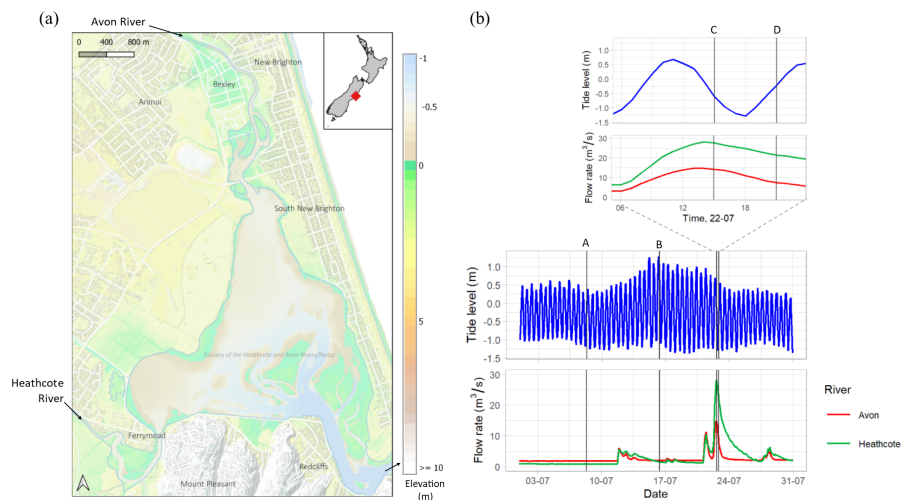 (a)
Avon River
0 400 800 m
New Brighton
Bexley
Aranoi
South New Brighton
Estuary of the Heathcote and Avon Rivers/Ihutai
Heathcote
River
Ferrymead
Mount Pleasant
Redcliffs
-1
-0.5
0
5
>= 10
Elevation
(m)
(b)
C D
Tide level (m)
1.0
0.5
0.0
-0.5
-1.0
-1.5
Flow rate (m³/s)
30
20
10
0
06 12 18
Time, 22-07
A B
Tide level (m)
1.0
0.5
0.0
-0.5
-1.0
-1.5
Flow rate (m³/s)
30
20
10
0
03-07 10-07 17-07 24-07 31-07
Date
River
Avon
Heathcote